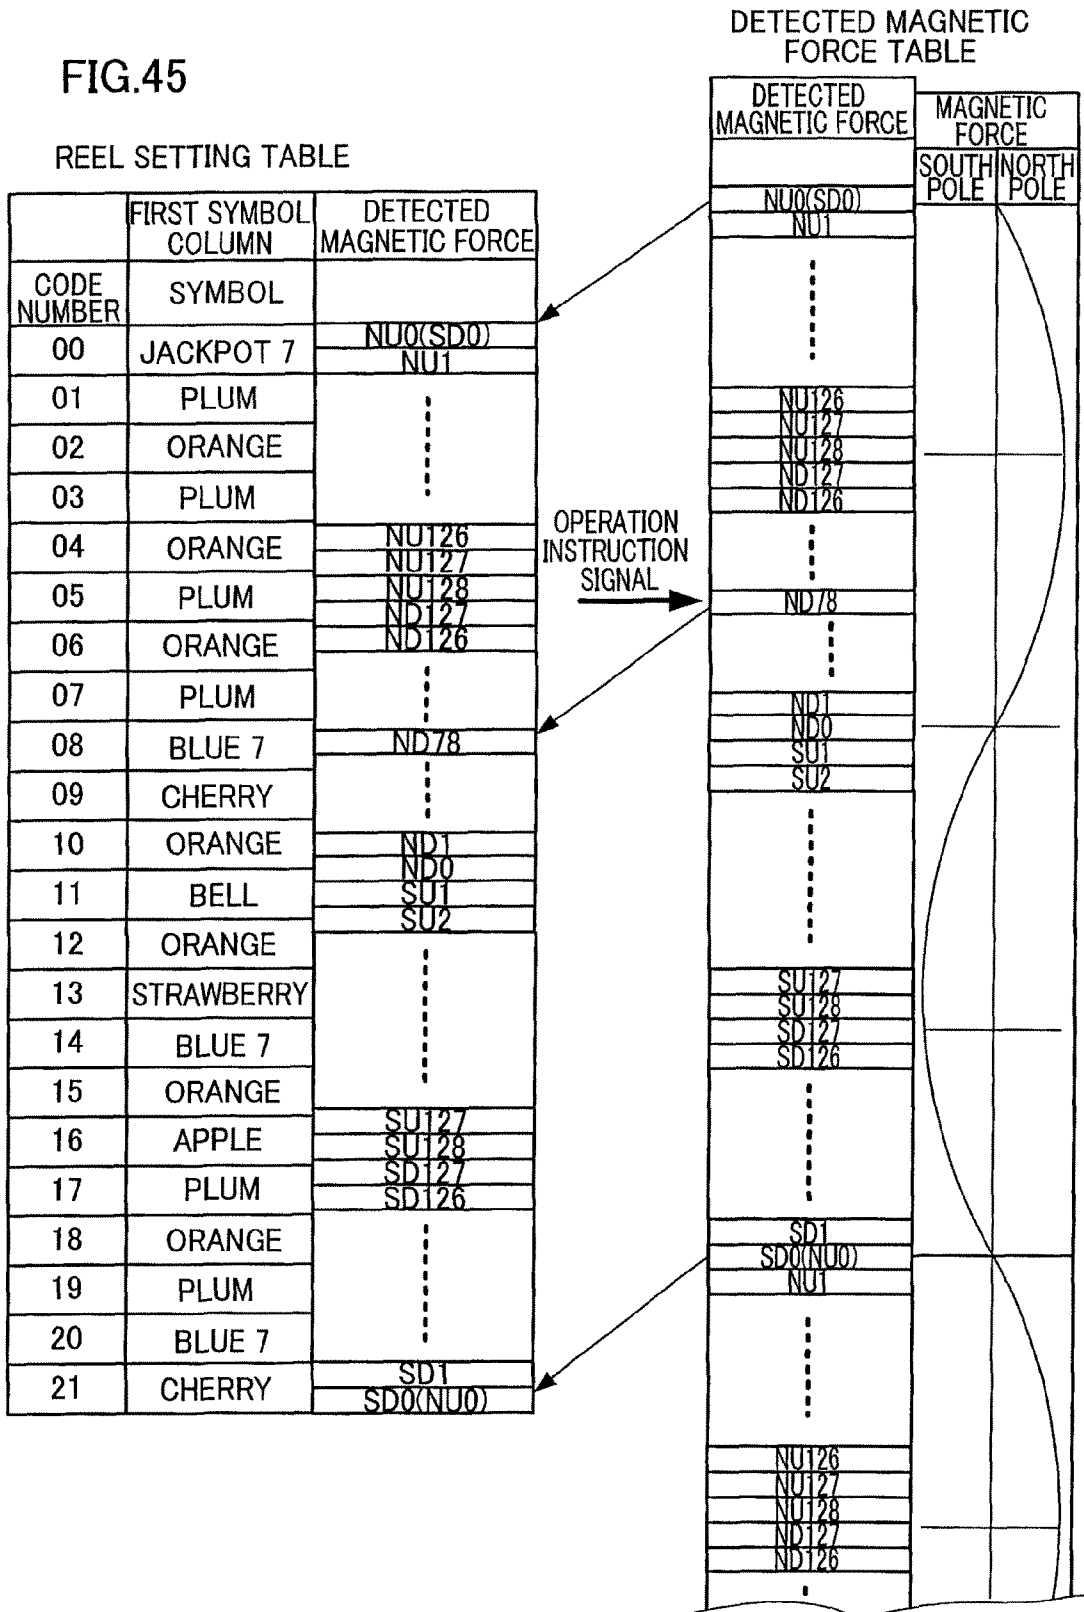 FIG.45
REEL SETTING TABLE
FIRST SYMBOL
COLUMN
DETECTED
MAGNETIC FORCE
CODE
NUMBER
SYMBOL
00 JACKPOT 7 NU0(SD0)
NU1
01 PLUM
02 ORANGE
03 PLUM
04 ORANGE NU126
NU127
05 PLUM NU128
ND127
06 ORANGE ND126
07 PLUM
08 BLUE 7 ND78
09 CHERRY
10 ORANGE ND1
ND0
11 BELL SU1
SU2
12 ORANGE
13 STRAWBERRY
14 BLUE 7
15 ORANGE
16 APPLE SU127
SU128
17 PLUM SD127
SD126
18 ORANGE
19 PLUM
20 BLUE 7
21 CHERRY SD1
SD0(NU0)
OPERATION
INSTRUCTION
SIGNAL
DETECTED MAGNETIC
FORCE TABLE
DETECTED
MAGNETIC FORCE
MAGNETIC
FORCE
SOUTH
POLE
NORTH
POLE
NU0(SD0)
NU1
NU126
NU127
NU128
ND127
ND126
ND78
ND1
ND0
SU1
SU2
SU127
SU128
SD127
SD126
SD1
SD0(NU0)
NU1
NU126
NU127
NU128
ND127
ND126